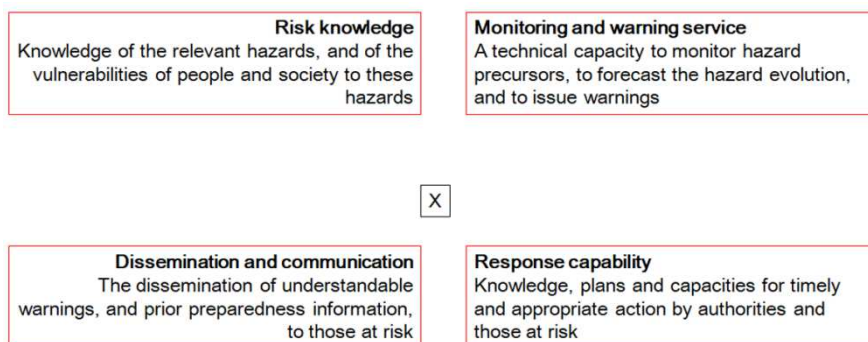 Risk knowledge
Knowledge of the relevant hazards, and of the
vulnerabilities of people and society to these
hazards
Monitoring and warning service
A technical capacity to monitor hazard
precursors, to forecast the hazard evolution,
and to issue warnings
X
Dissemination and communication
The dissemination of understandable
warnings, and prior preparedness information,
to those at risk
Response capability
Knowledge, plans and capacities for timely
and appropriate action by authorities and
those at risk